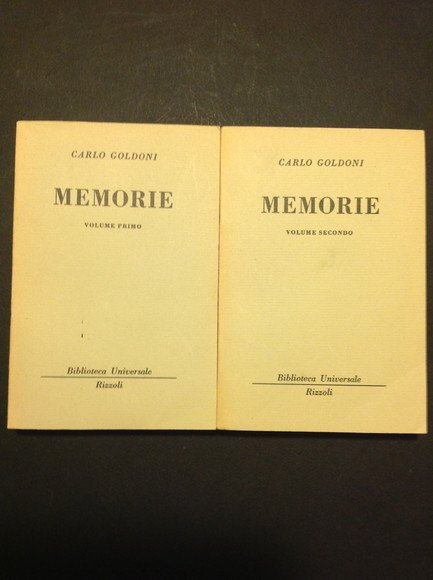 CARLO GOLDONI
MEMORIE
VOLUME PRIMO
Biblioteca Universale
Rizzoli
CARLO GOLDONI
MEMORIE
VOLUME SECONDO
Biblioteca Universale
Rizzoli